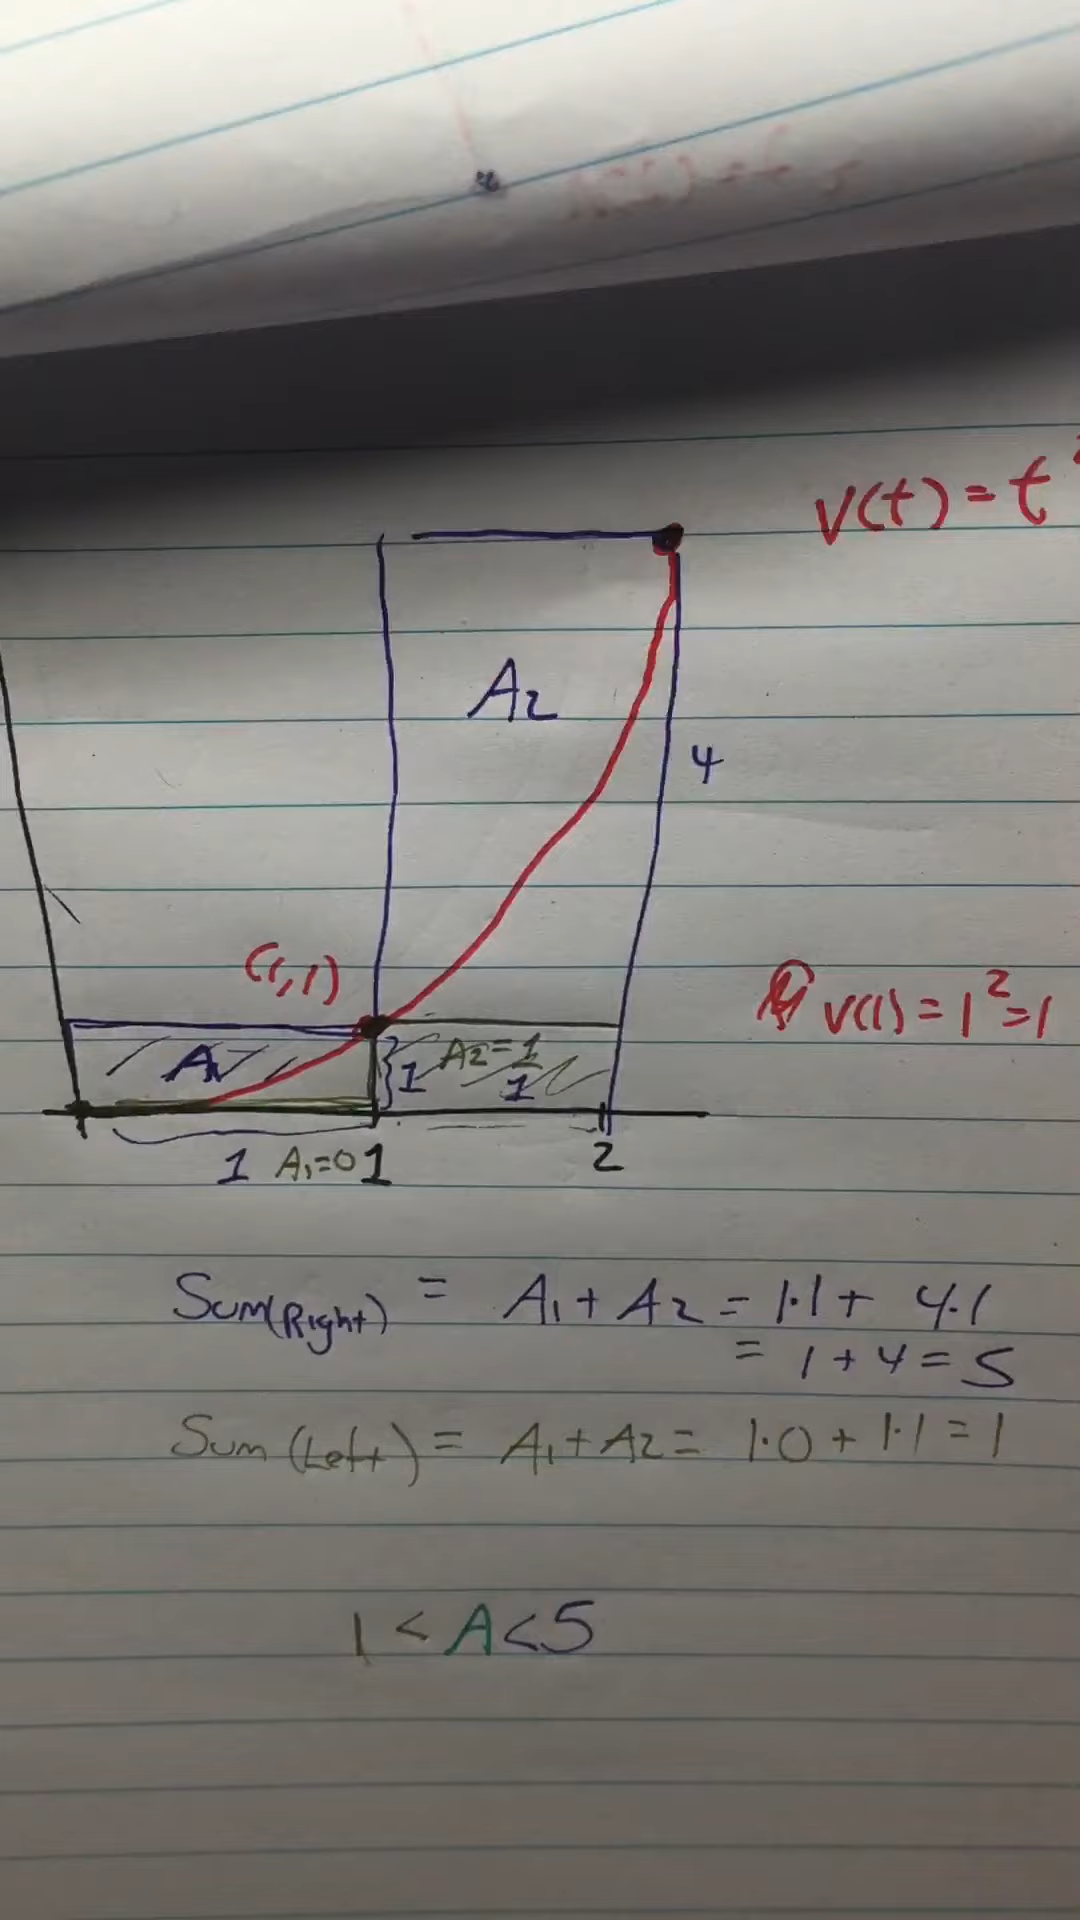 v(t) = t²
A2
4
(1,1)
v(1) = 1² = 1
A1
1
A2 = 1
1
1
A₁=0
1
2
Sum(Right) = A₁ + A2 = 1·1 + 4·1
= 1 + 4 = 5
Sum (Left) = A₁ + A2 = 1·0 + 1·1 = 1
1 < A < 5